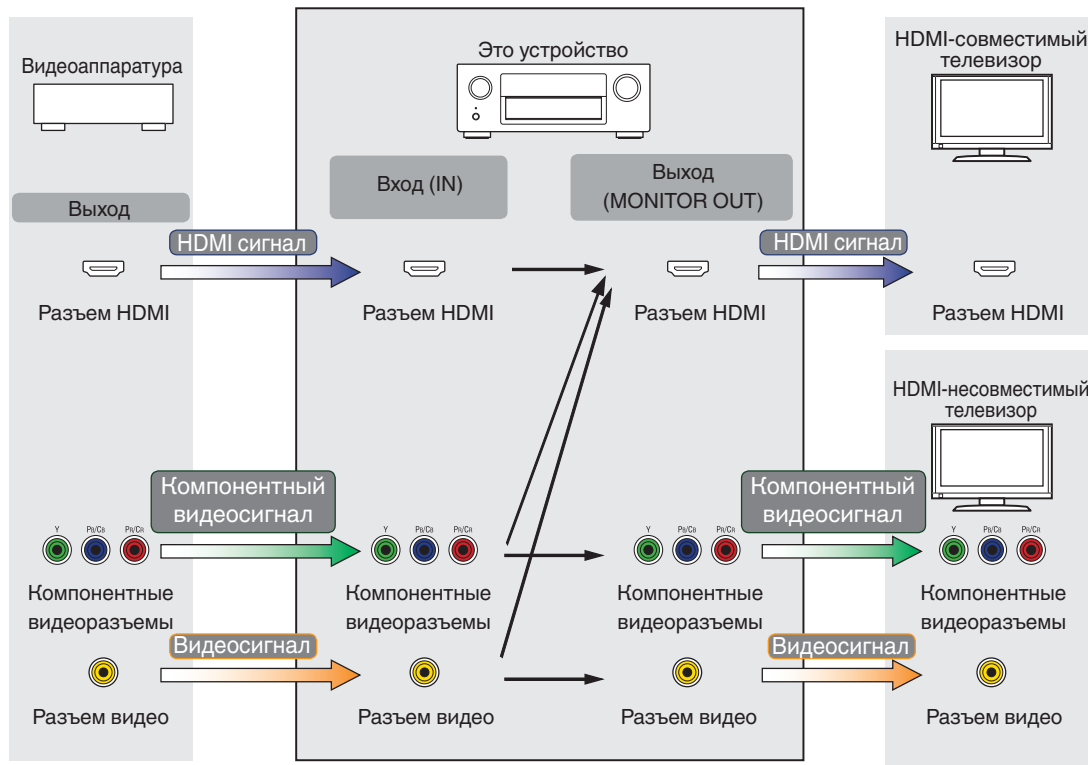 Видеоаппаратура
Это устройство
HDMI-совместимый
телевизор
Выход
Вход (IN)
Выход
(MONITOR OUT)
HDMI сигнал
HDMI сигнал
Разъем HDMI
Разъем HDMI
Разъем HDMI
Разъем HDMI
HDMI-несовместимый
телевизор
Компонентный
видеосигнал
Компонентный
видеосигнал
Y PB/CB PR/CR
Y PB/CB PR/CR
Y PB/CB PR/CR
Y PB/CB PR/CR
Компонентные
видеоразъемы
Компонентные
видеоразъемы
Компонентные
видеоразъемы
Компонентные
видеоразъемы
Видеосигнал
Видеосигнал
Разъем видео
Разъем видео
Разъем видео
Разъем видео